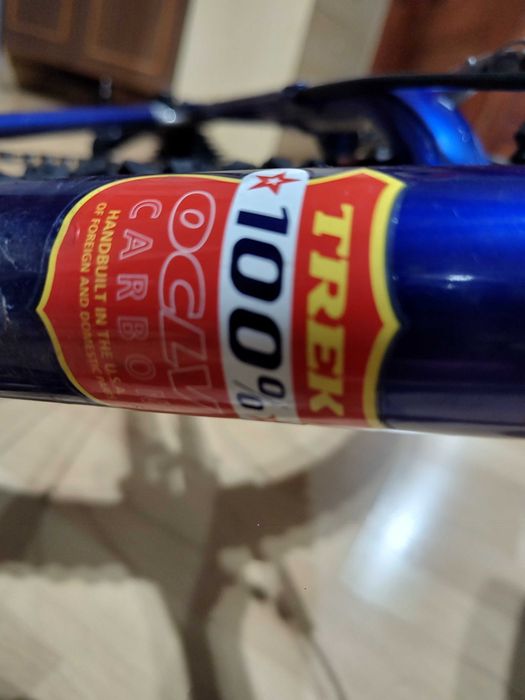 TREK
100%
OCLV
CARBO
HANDBUILT IN THE U.S.A.
OF FOREIGN AND DOMESTIC